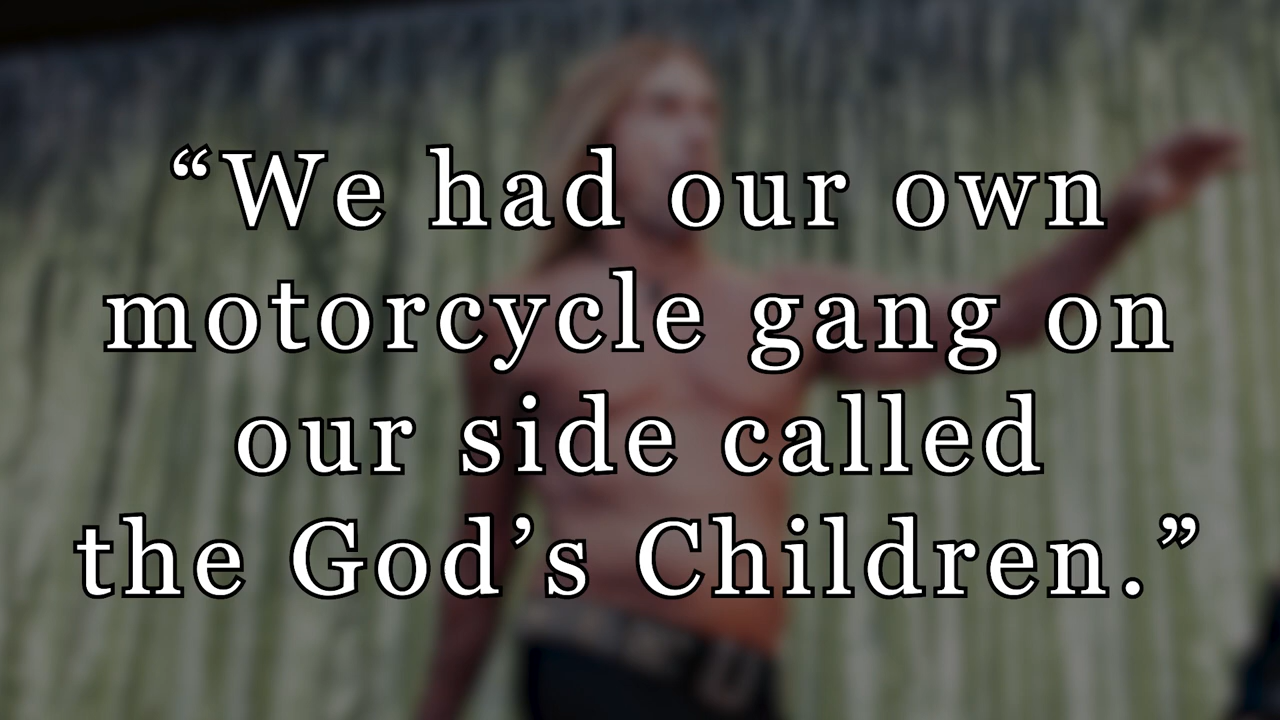 “We had our own
motorcycle gang on
our side called
the God’s Children.”